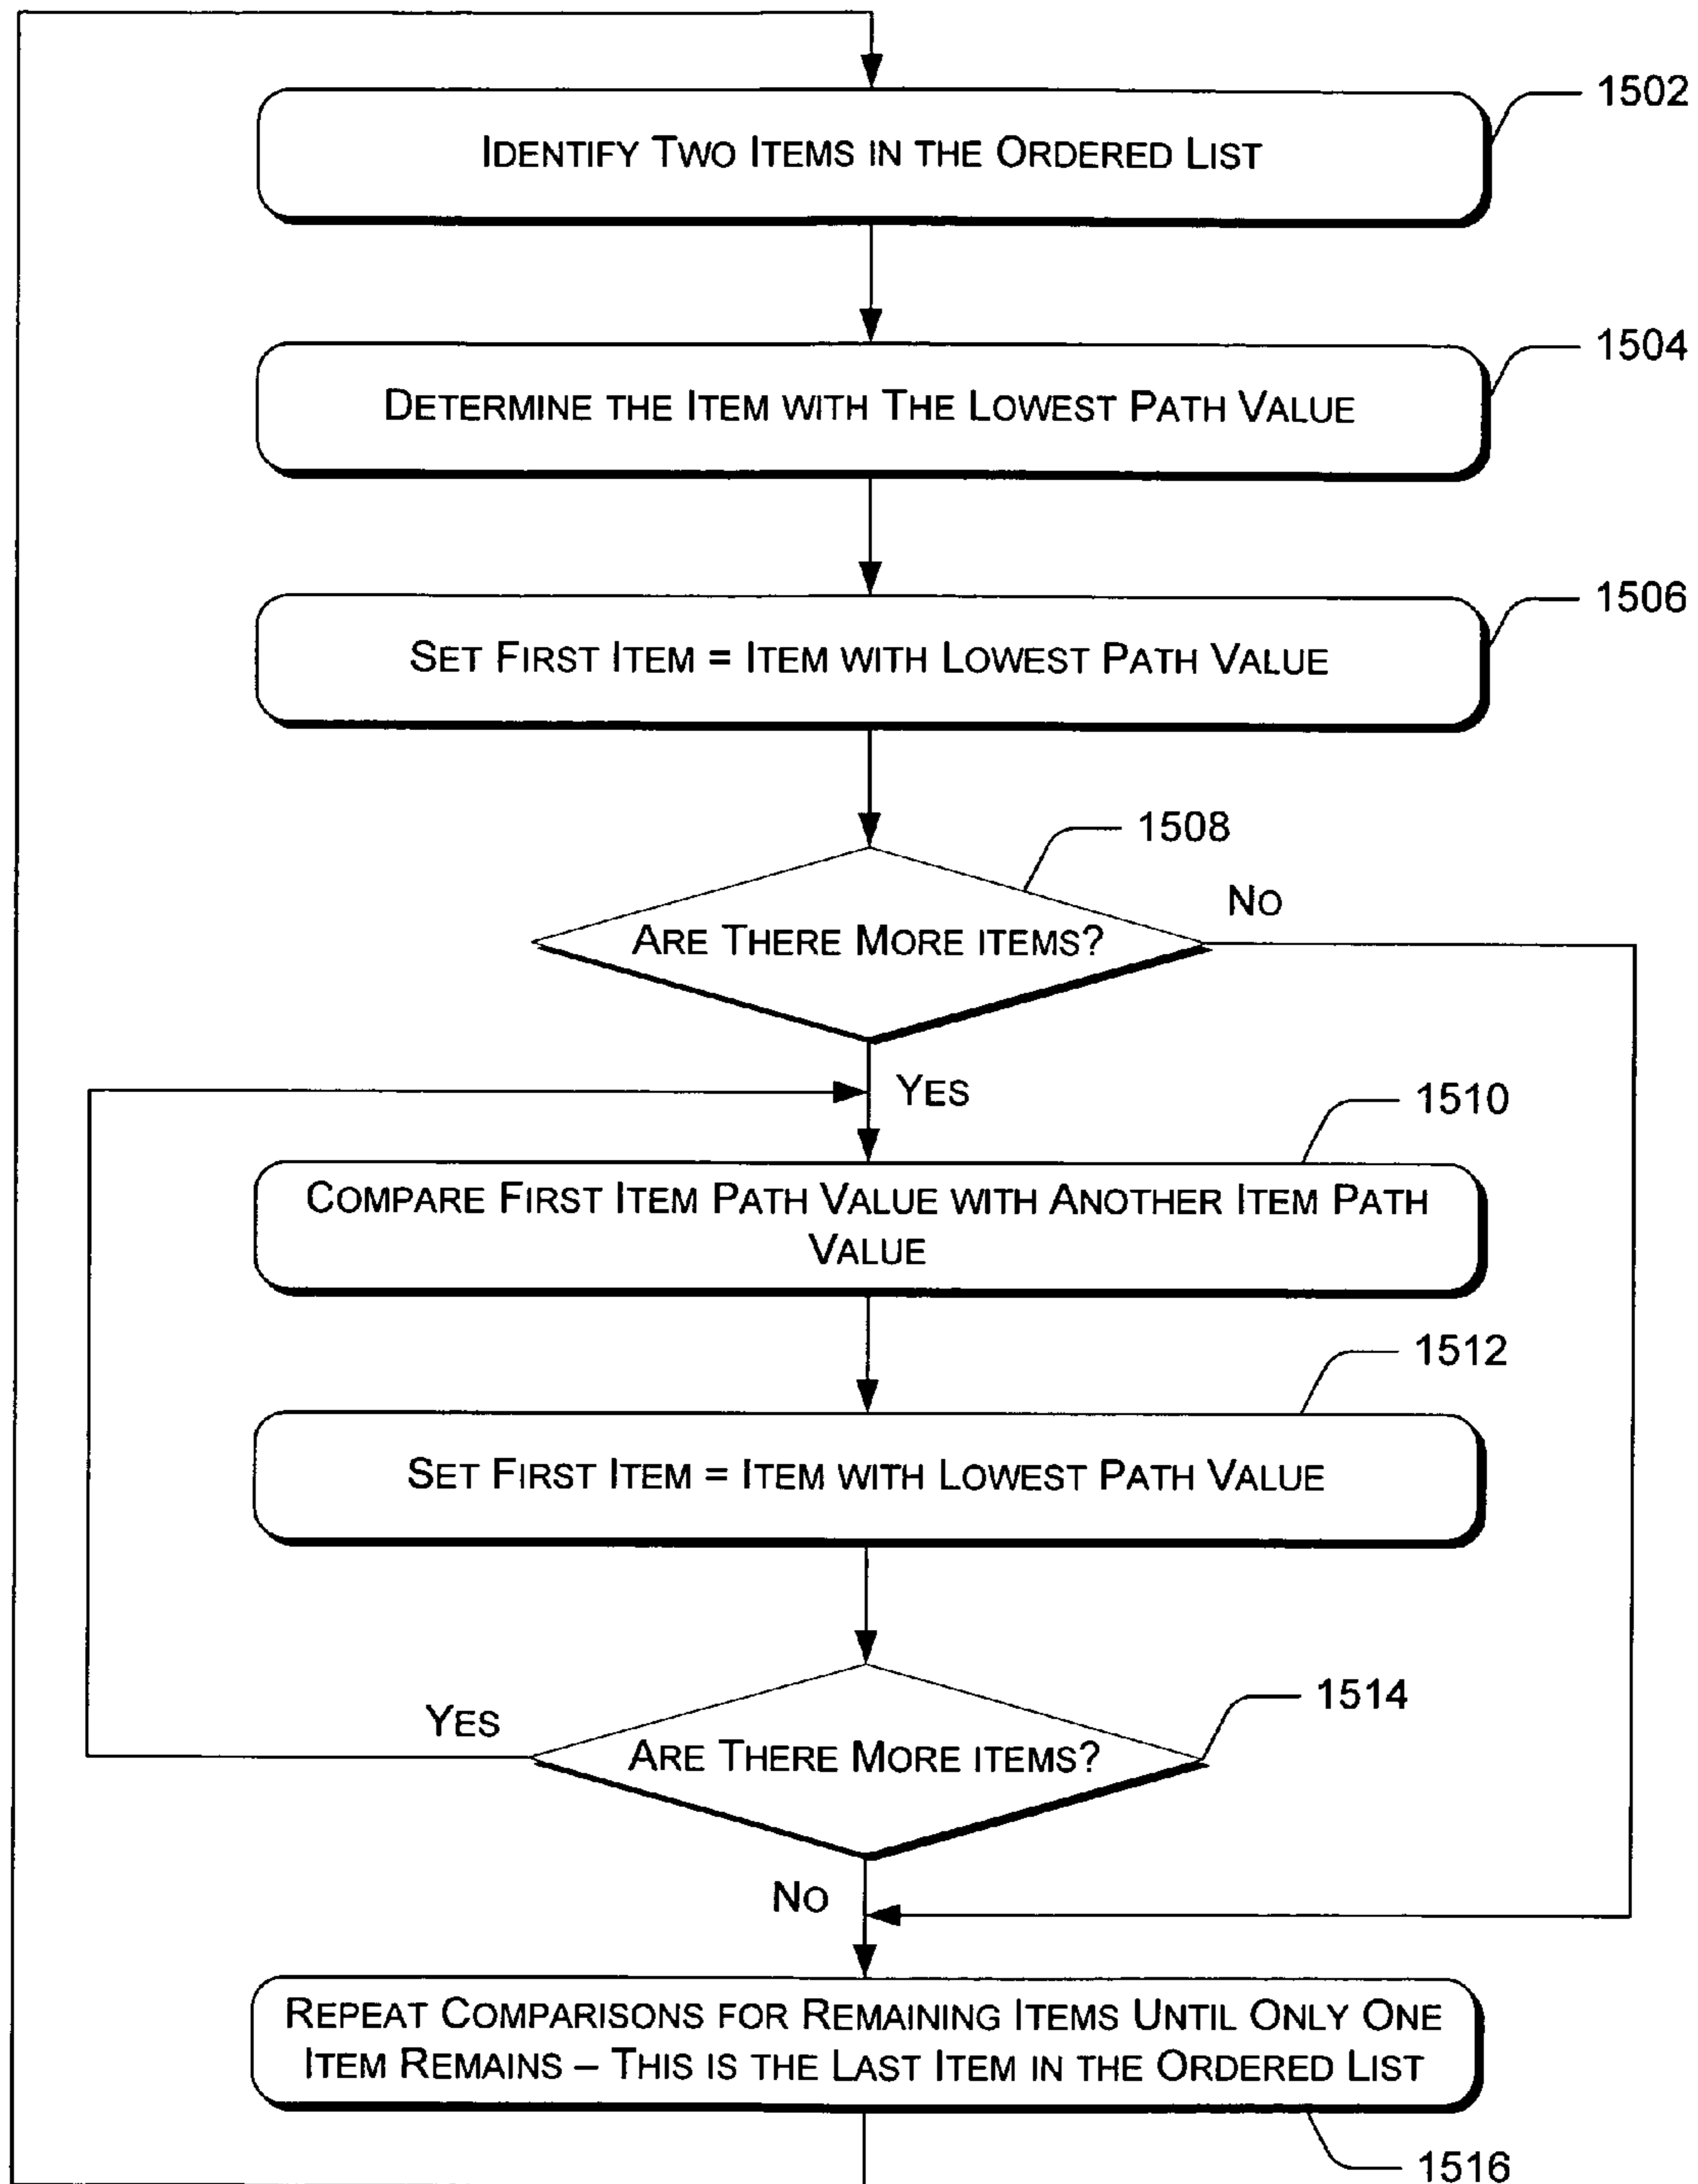 1502
IDENTIFY TWO ITEMS IN THE ORDERED LIST
1504
DETERMINE THE ITEM WITH THE LOWEST PATH VALUE
1506
SET FIRST ITEM = ITEM WITH LOWEST PATH VALUE
1508
NO
ARE THERE MORE ITEMS?
YES
1510
COMPARE FIRST ITEM PATH VALUE WITH ANOTHER ITEM PATH
VALUE
1512
SET FIRST ITEM = ITEM WITH LOWEST PATH VALUE
1514
YES
ARE THERE MORE ITEMS?
NO
REPEAT COMPARISONS FOR REMAINING ITEMS UNTIL ONLY ONE
ITEM REMAINS – THIS IS THE LAST ITEM IN THE ORDERED LIST
1516